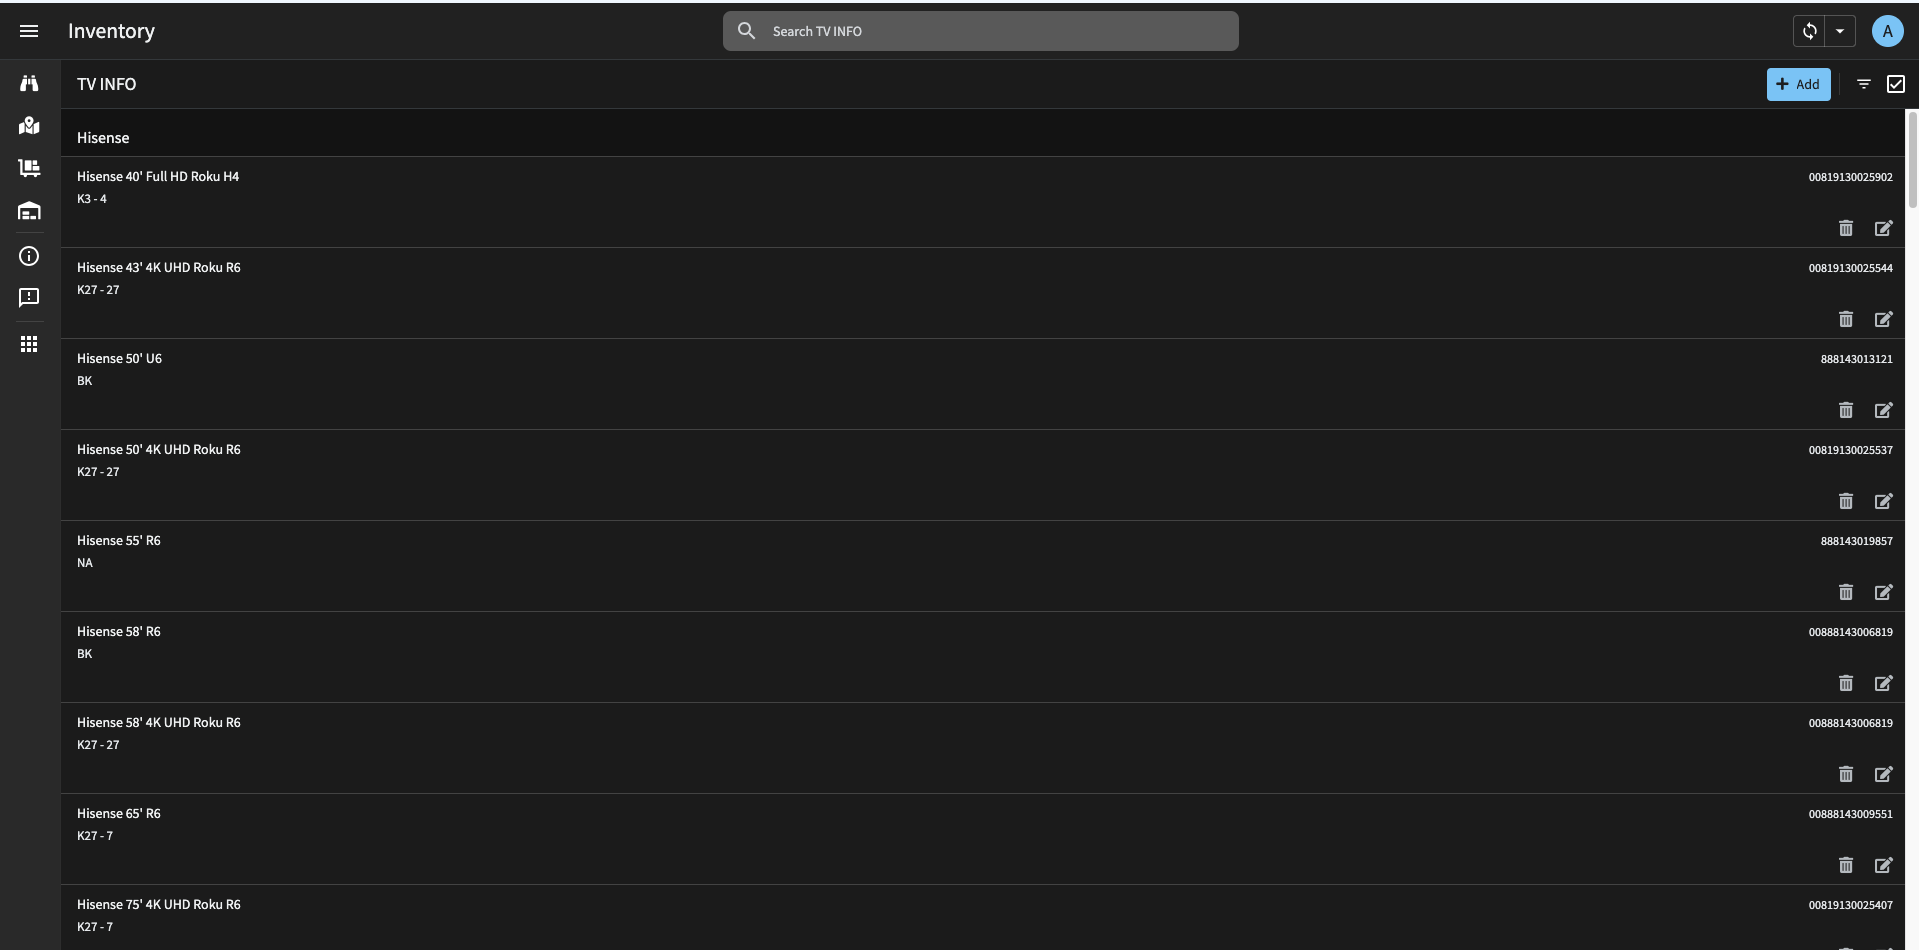 Inventory
Search TV INFO
A
TV INFO
Add
Hisense
Hisense 40' Full HD Roku H4
00819130025902
K3 - 4
Hisense 43' 4K UHD Roku R6
00819130025544
K27 - 27
Hisense 50' U6
888143013121
BK
Hisense 50' 4K UHD Roku R6
00819130025537
K27 - 27
Hisense 55' R6
888143019857
NA
Hisense 58' R6
00888143006819
BK
Hisense 58' 4K UHD Roku R6
00888143006819
K27 - 27
Hisense 65' R6
00888143009551
K27 - 7
Hisense 75' 4K UHD Roku R6
00819130025407
K27 - 7